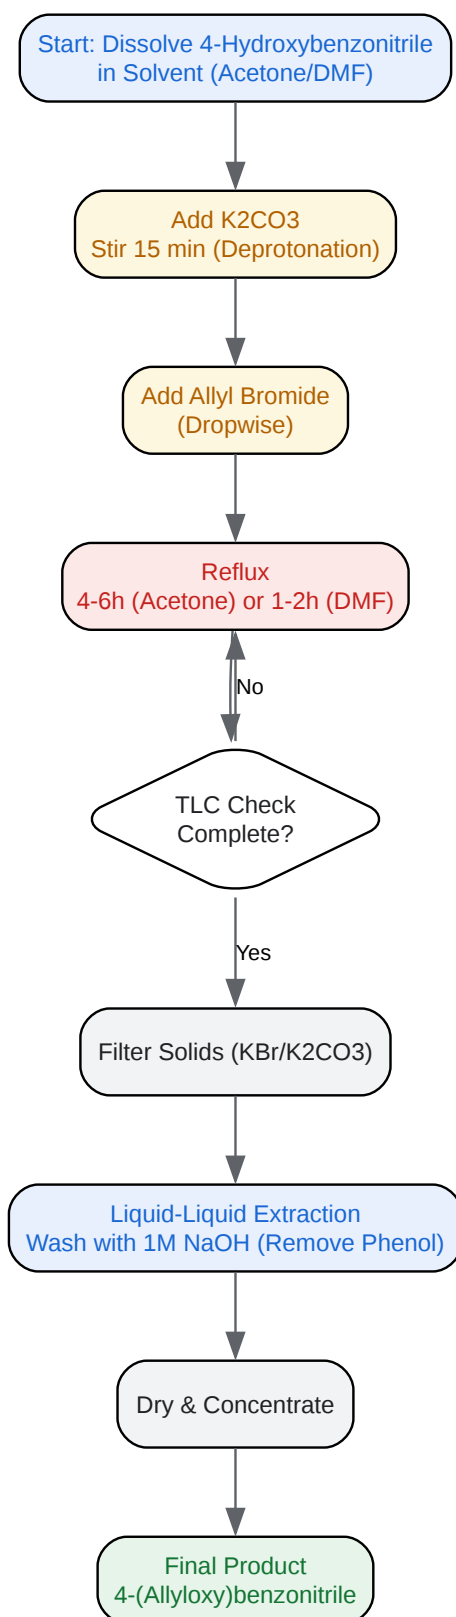 Start: Dissolve 4-Hydroxybenzonitrile
in Solvent (Acetone/DMF)
Add K2CO3
Stir 15 min (Deprotonation)
Add Allyl Bromide
(Dropwise)
Reflux
4-6h (Acetone) or 1-2h (DMF)
No
TLC Check
Complete?
Yes
Filter Solids (KBr/K2CO3)
Liquid-Liquid Extraction
Wash with 1M NaOH (Remove Phenol)
Dry & Concentrate
Final Product
4-(Allyloxy)benzonitrile